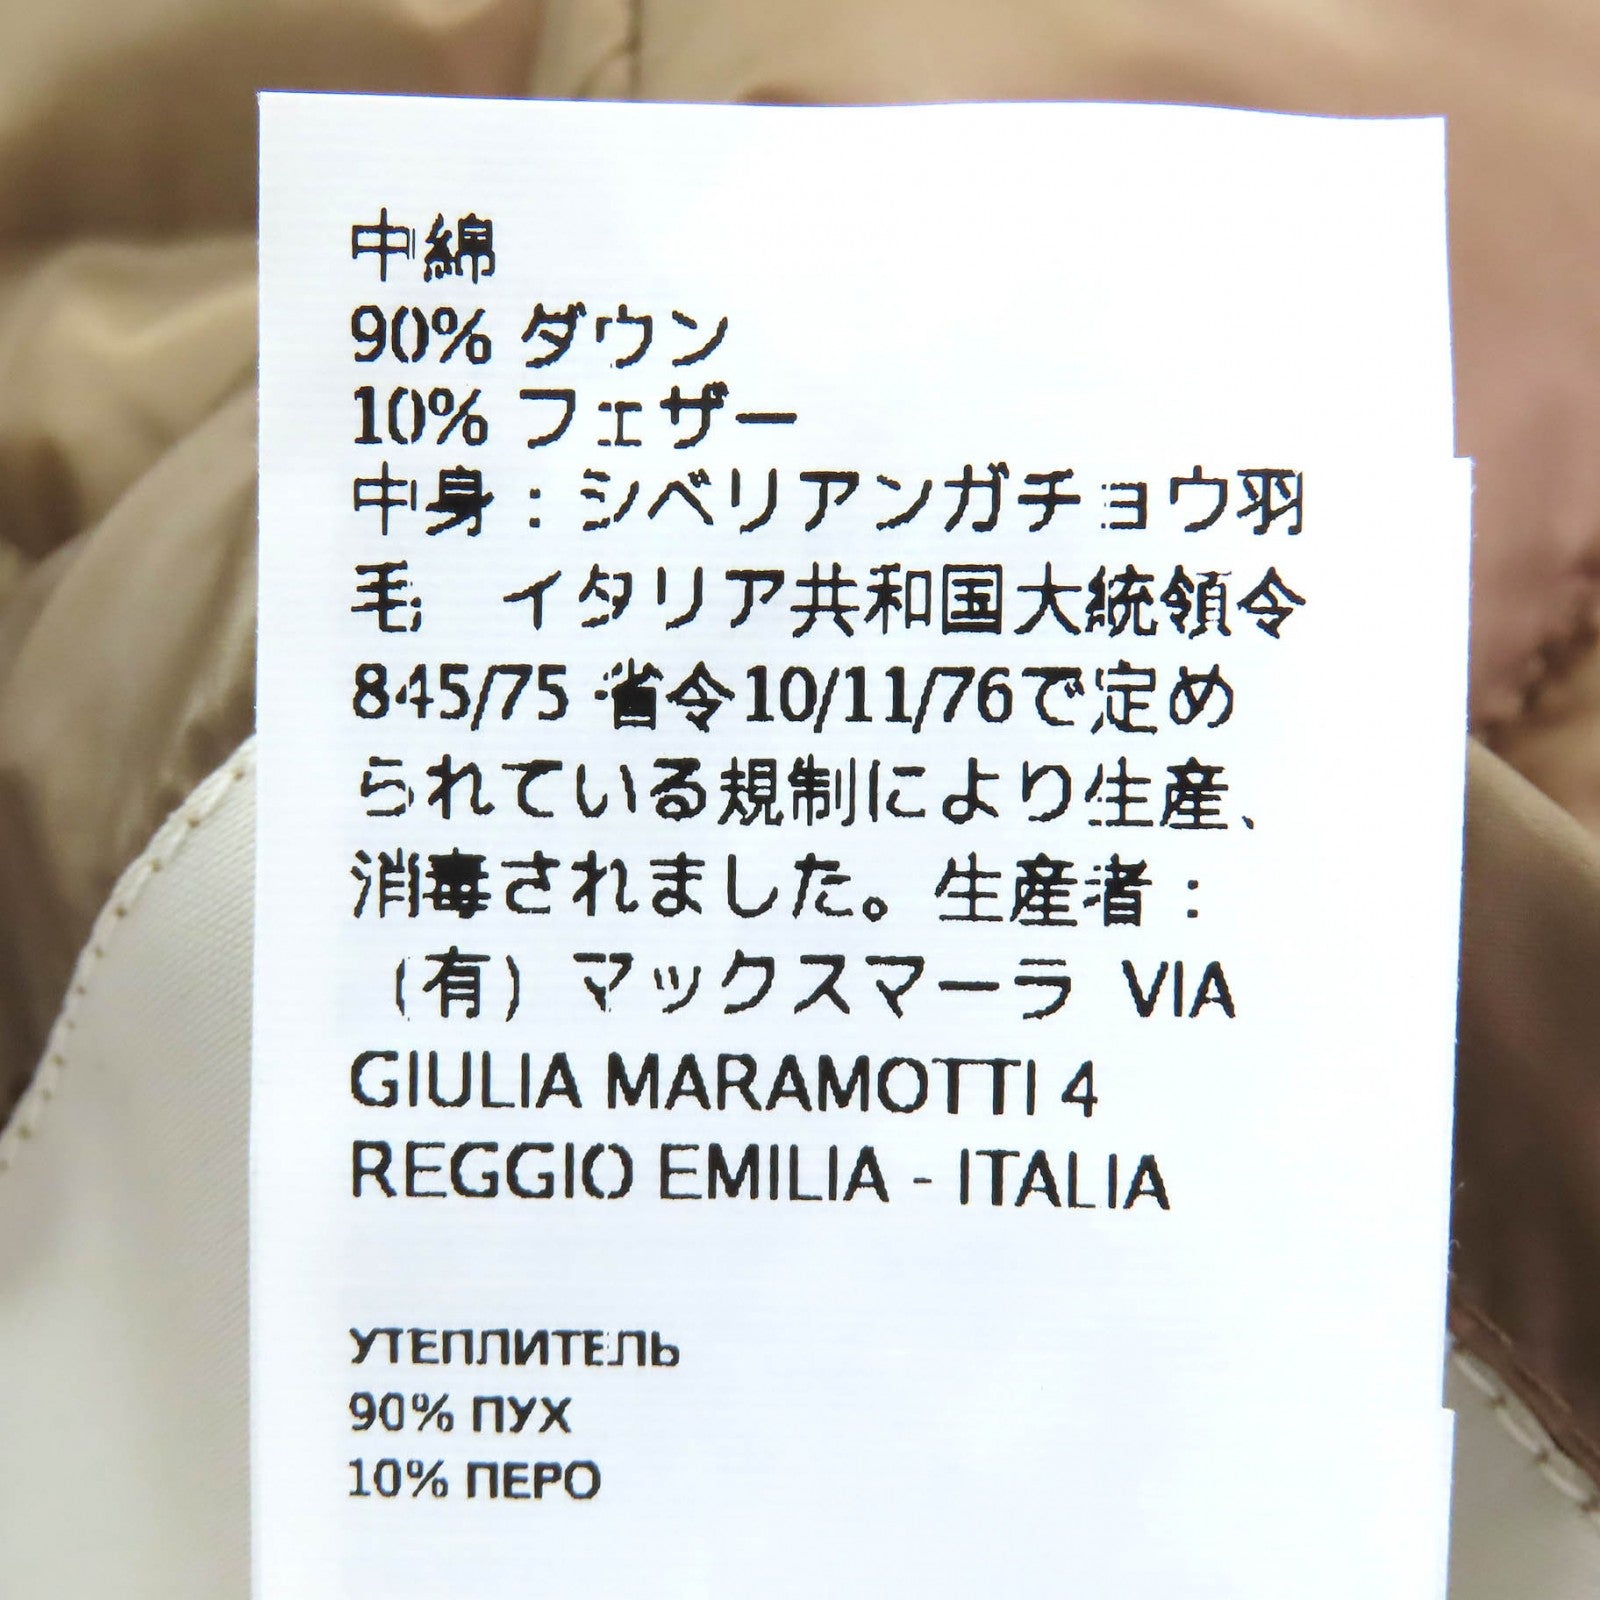 中綿
90% ダウン
10% フェザー
中身：シベリアンガチョウ羽
毛　イタリア共和国大統領令
845/75 省令10/11/76で定め
られている規制により生産、
消毒されました。生産者：
（有）マックスマーラ VIA
GIULIA MARAMOTTI 4
REGGIO EMILIA - ITALIA
УТЕПЛИТЕЛЬ
90% ПУХ
10% ПЕРО